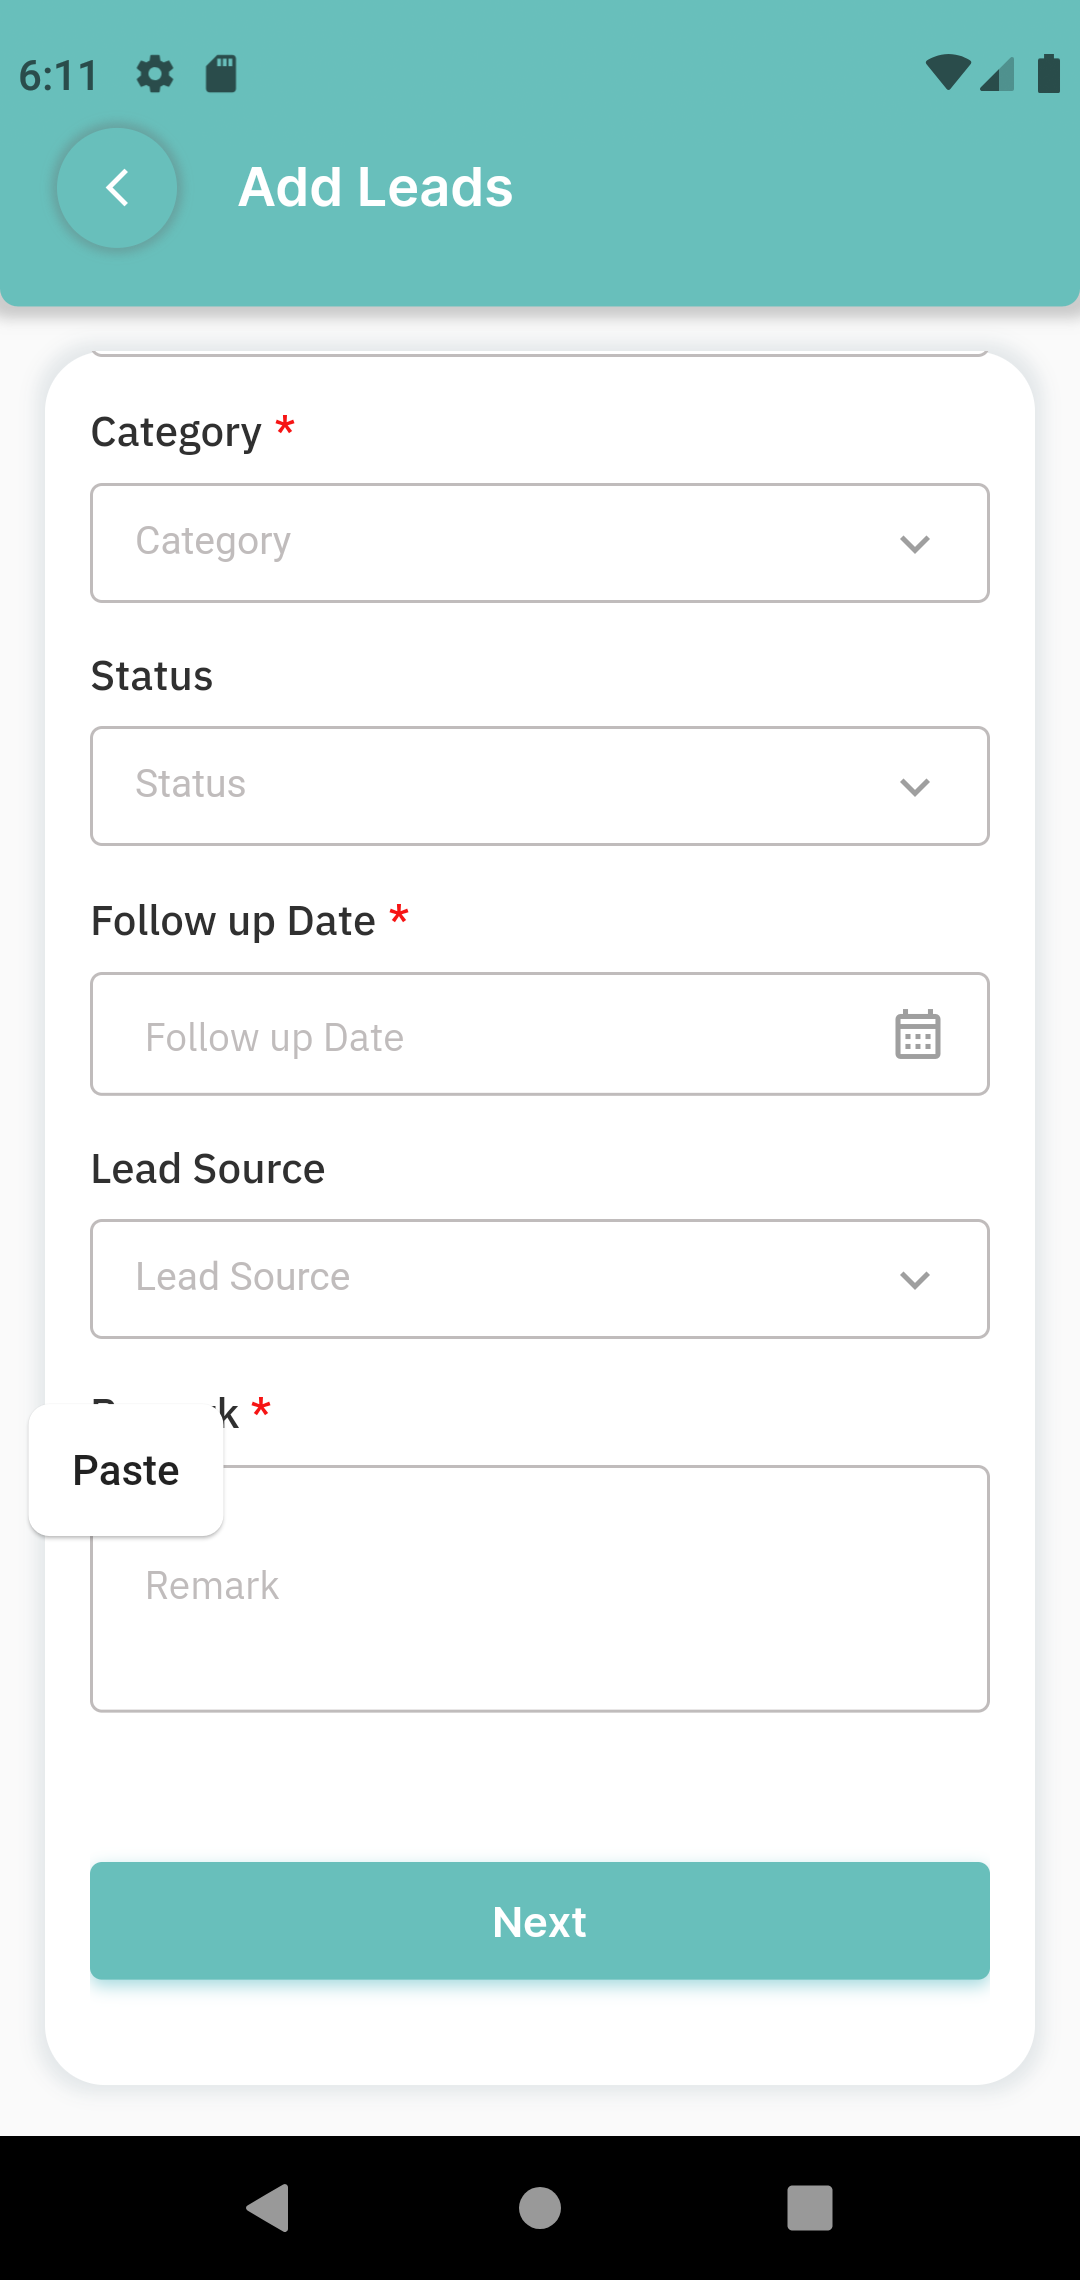 6:11
Add Leads
Category *
Category
Status
Status
Follow up Date *
Follow up Date
Lead Source
Lead Source
*
Paste
Remark
Next